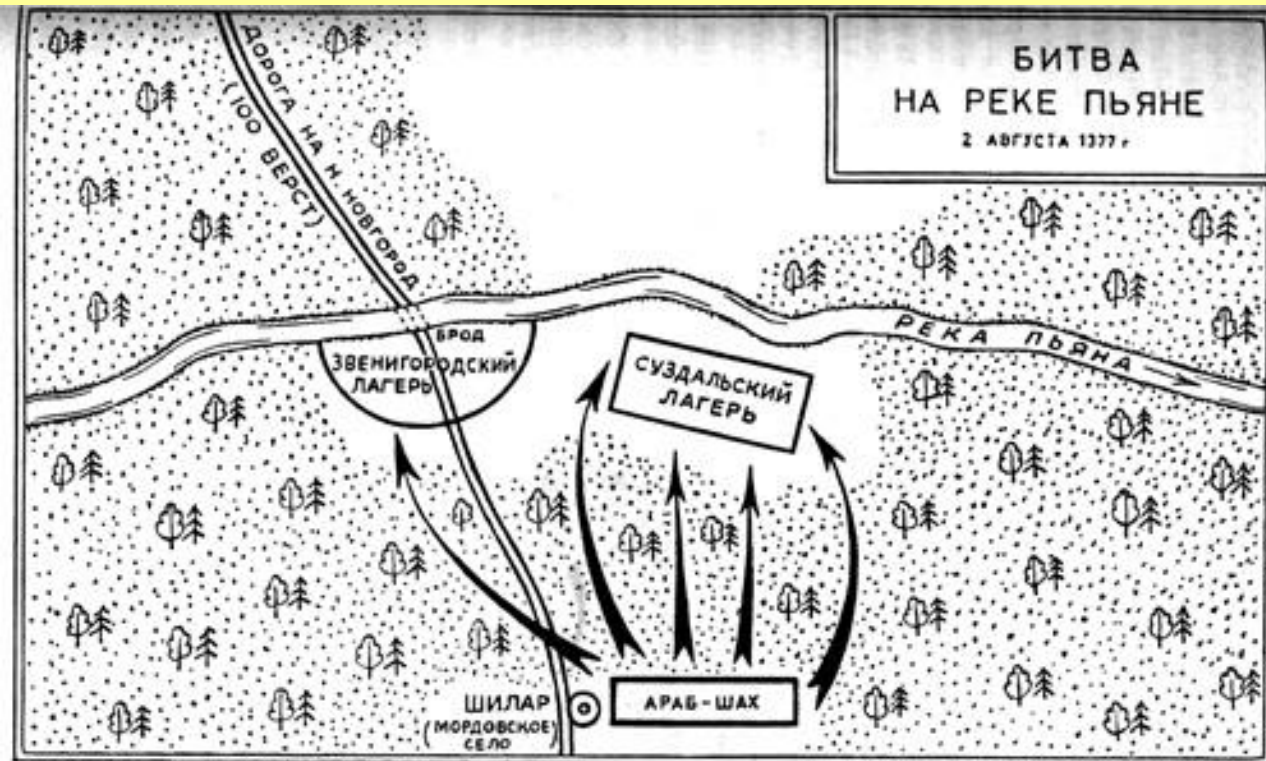 БИТВА
НА РЕКЕ ПЬЯНЕ
2 АВГУСТА 1377 г
ДОРОГА НА Н НОВГОРОД
(100 ВЕРСТ)
БРОД
ЗВЕНИГОРОДСКИЙ
ЛАГЕРЬ
СУЗДАЛЬСКИЙ
ЛАГЕРЬ
РЕКА ПЬЯНА
ШИЛАР
(МОРДОВСКОЕ
СЕЛО
АРАБ-ШАХ